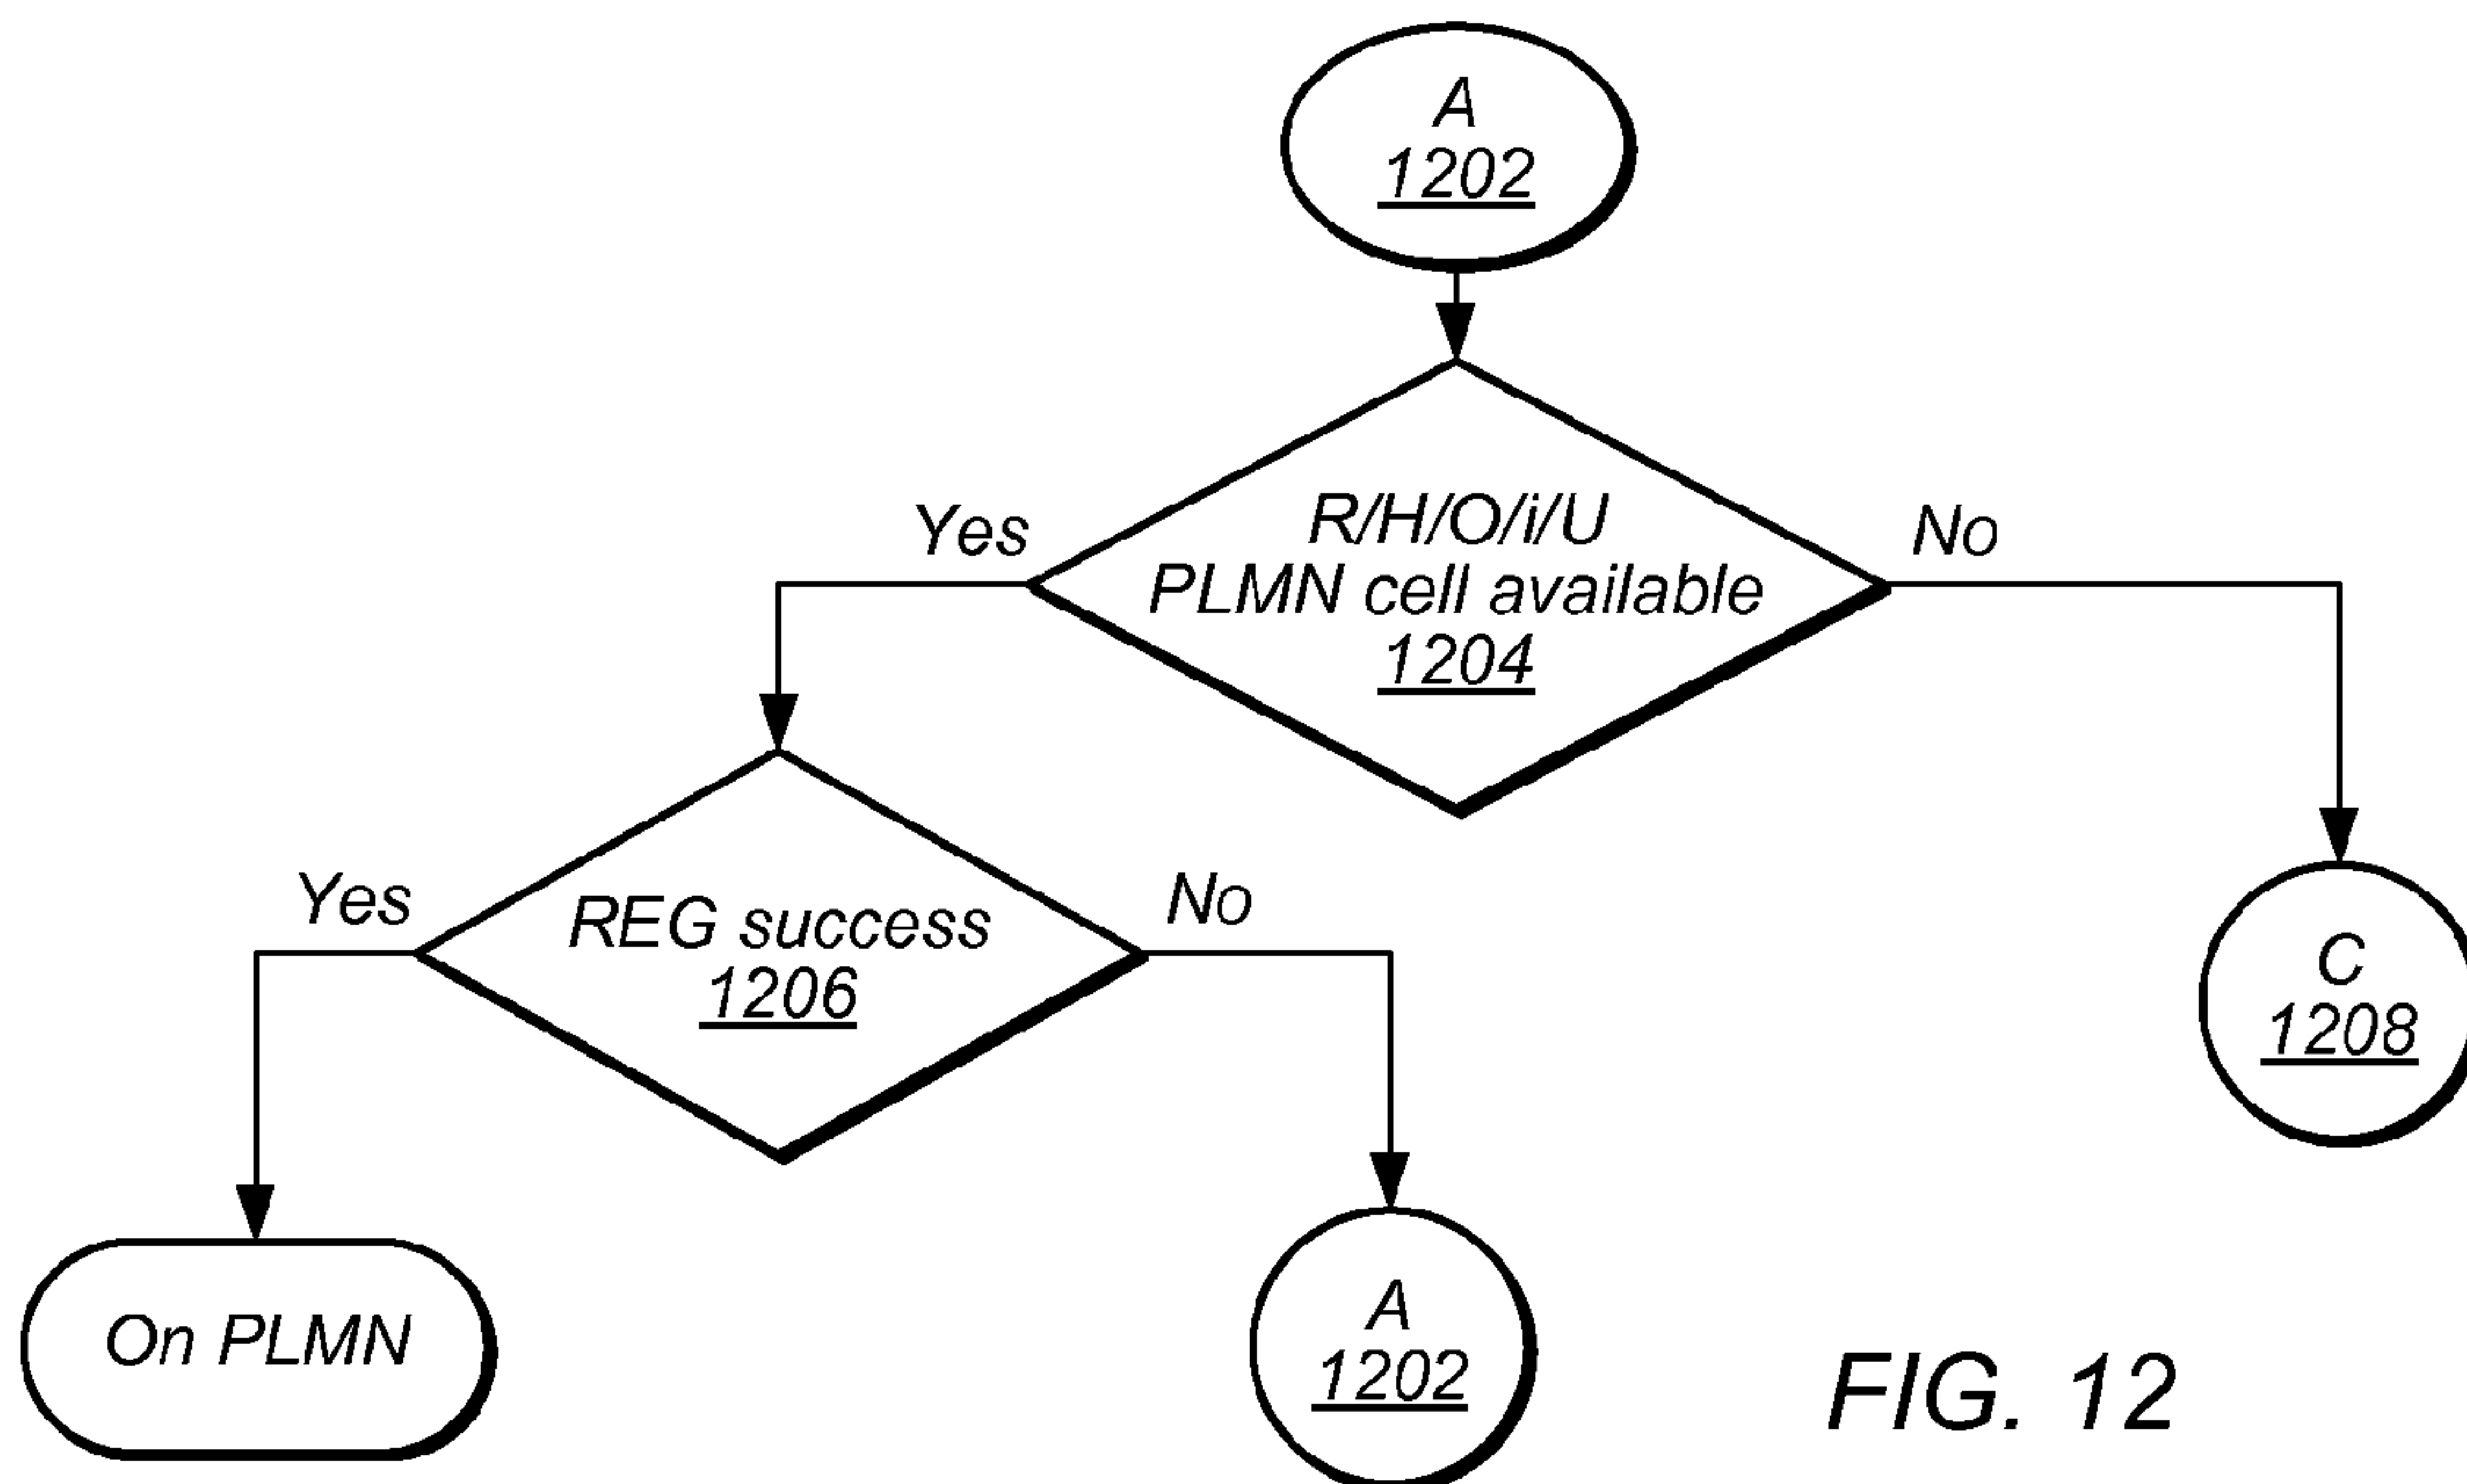 A
1202
R/H/O/i/U
PLMN cell available
1204
Yes
No
REG success
1206
Yes
No
C
1208
On PLMN
A
1202
FIG. 12